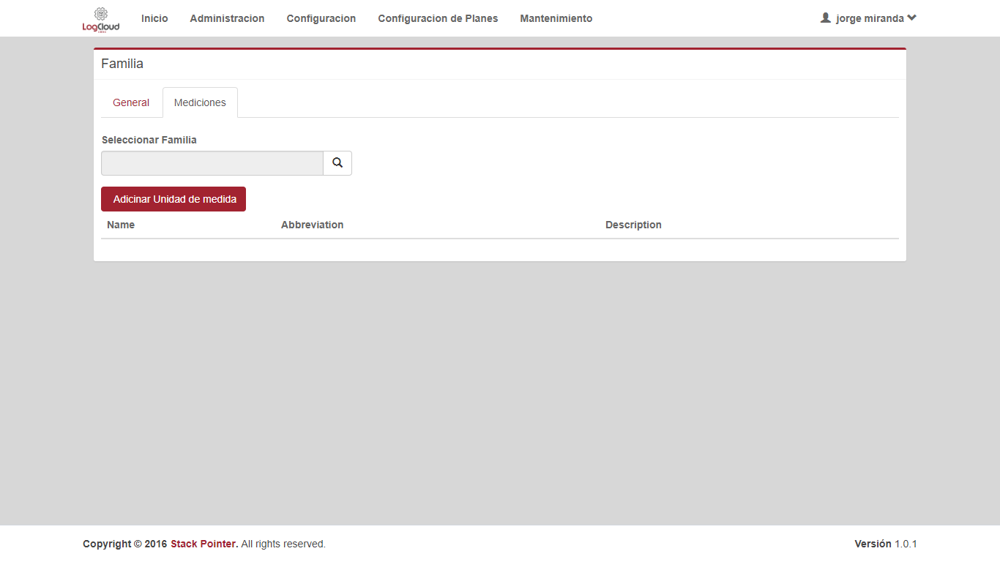 LogCloud
Inicio Administracion Configuracion Configuracion de Planes Mantenimiento jorge miranda
Familia
General Mediciones
Seleccionar Familia
Adicinar Unidad de medida
Name Abbreviation Description
Copyright © 2016 Stack Pointer. All rights reserved. Versión 1.0.1